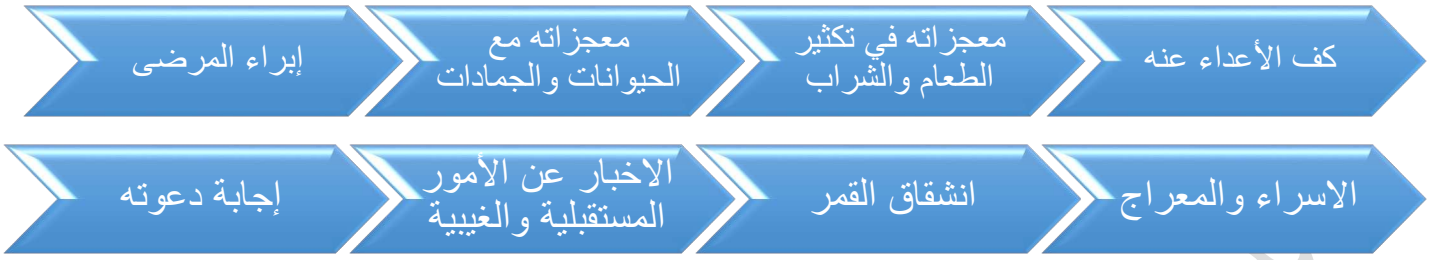 كف الأعداء عنه
معجزاته في تكثير
الطعام والشراب
معجزاته مع
الحيوانات والجمادات
إبراء المرضى
الاسراء والمعراج
انشقاق القمر
الاخبار عن الأمور
المستقبلية والغيبية
إجابة دعوته